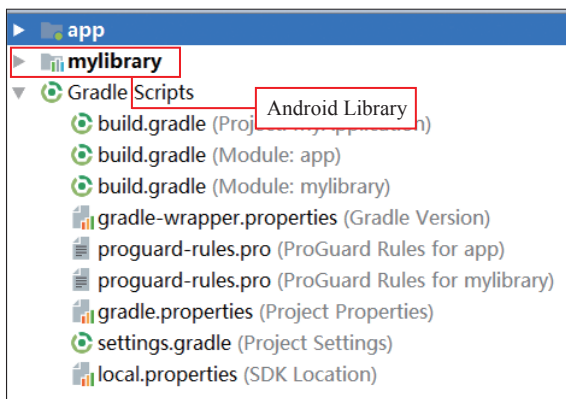 app
mylibrary
Gradle Scripts
Android Library
build.gradle (Project: MyApplication)
build.gradle (Module: app)
build.gradle (Module: mylibrary)
gradle-wrapper.properties (Gradle Version)
proguard-rules.pro (ProGuard Rules for app)
proguard-rules.pro (ProGuard Rules for mylibrary)
gradle.properties (Project Properties)
settings.gradle (Project Settings)
local.properties (SDK Location)